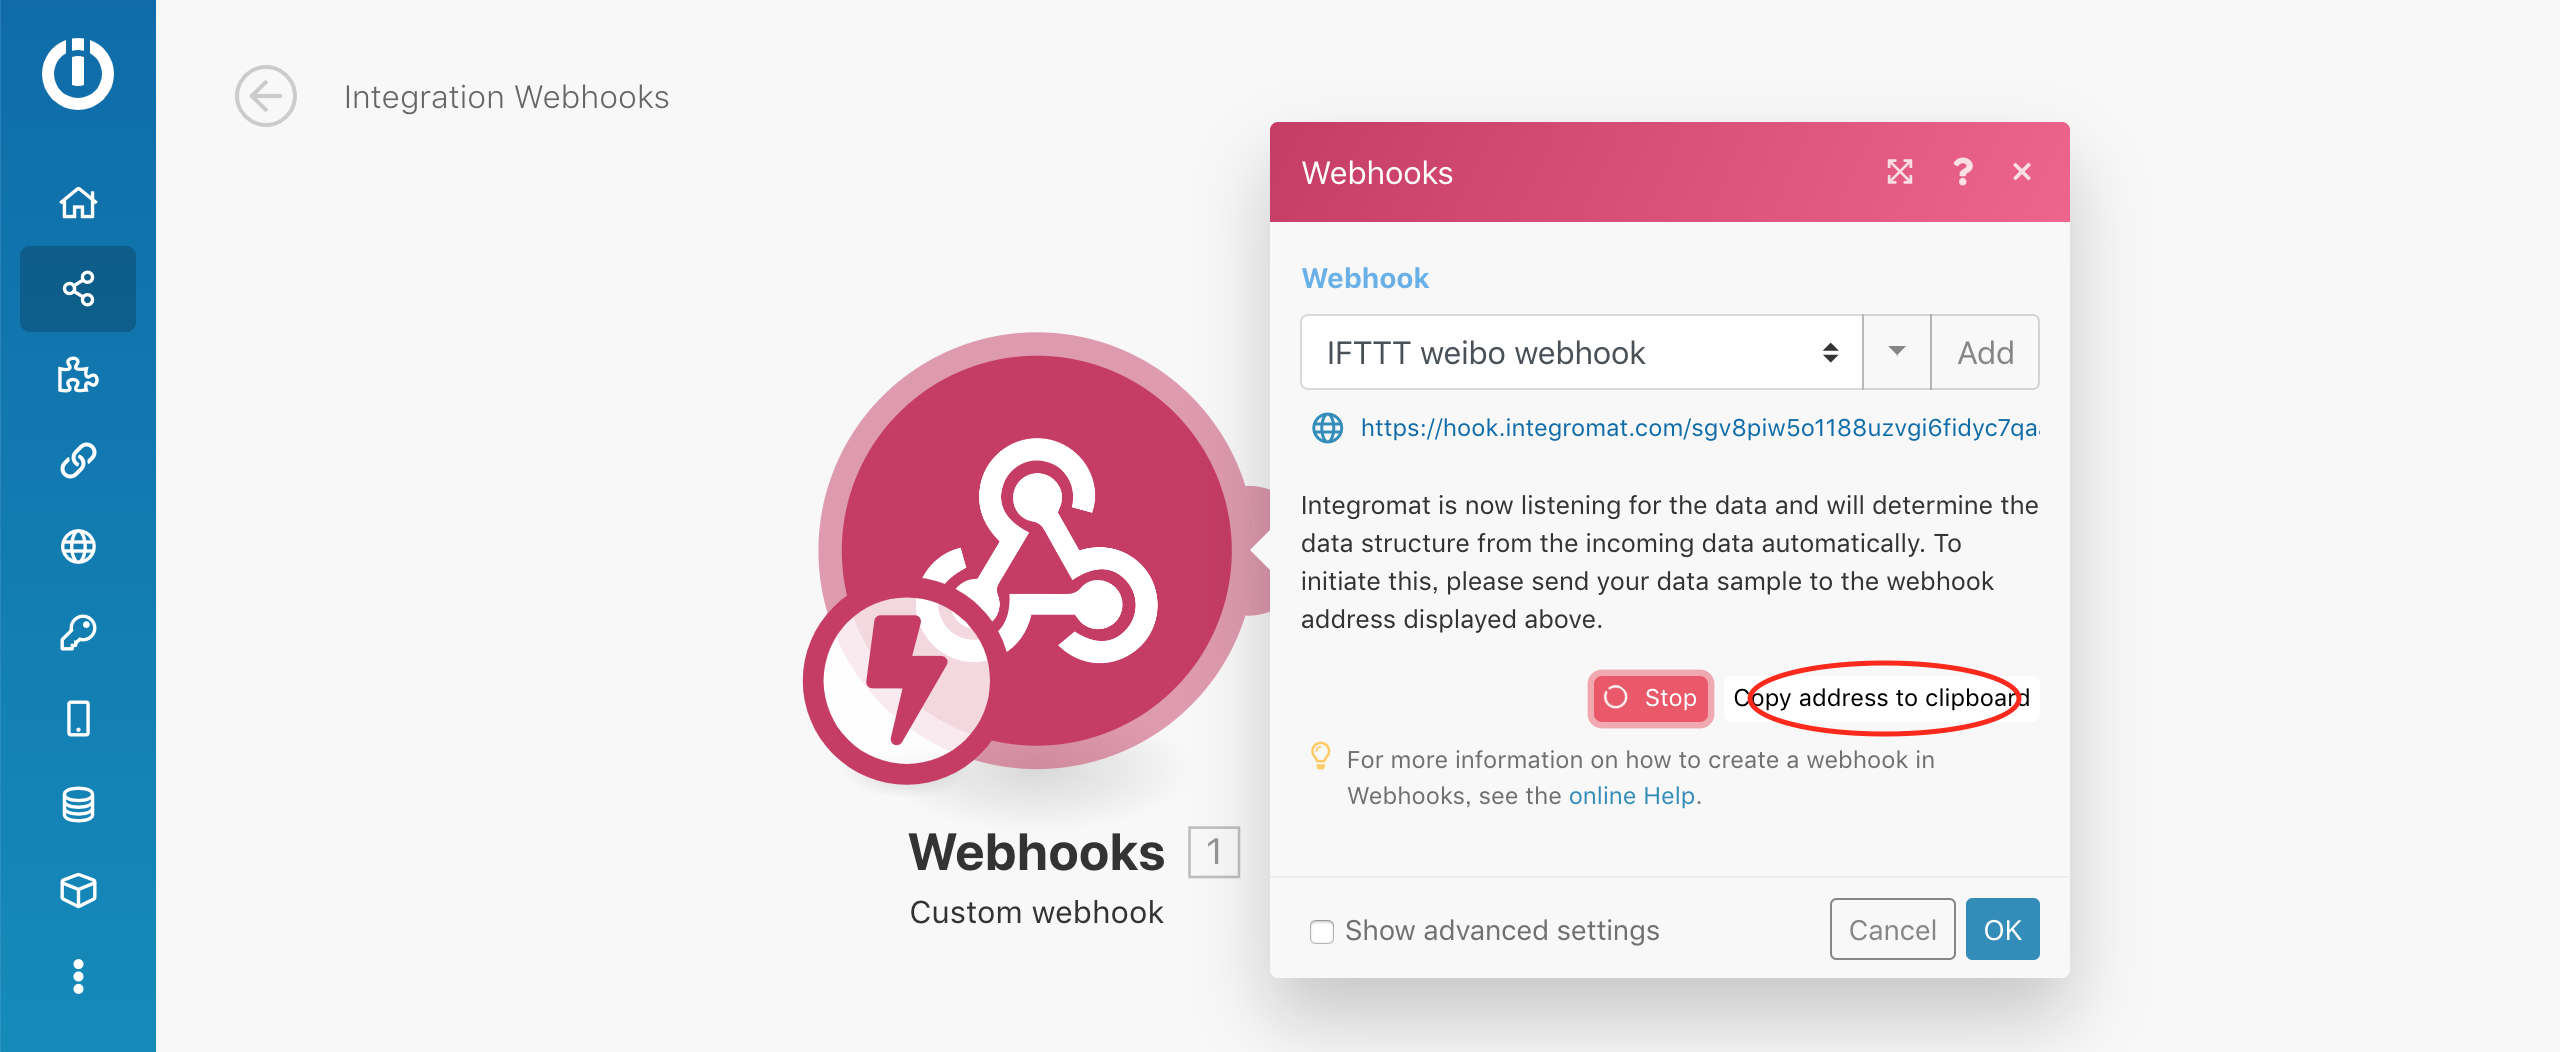 Integration Webhooks
Webhooks
?
Webhook
IFTTT weibo webhook
Add
https://hook.integromat.com/sgv8piw5o1188uzvgi6fidyc7qa
Integromat is now listening for the data and will determine the
data structure from the incoming data automatically. To
initiate this, please send your data sample to the webhook
address displayed above.
Stop
Copy address to clipboard
For more information on how to create a webhook in
Webhooks, see the online Help.
Webhooks 1
Custom webhook
Show advanced settings
Cancel
OK